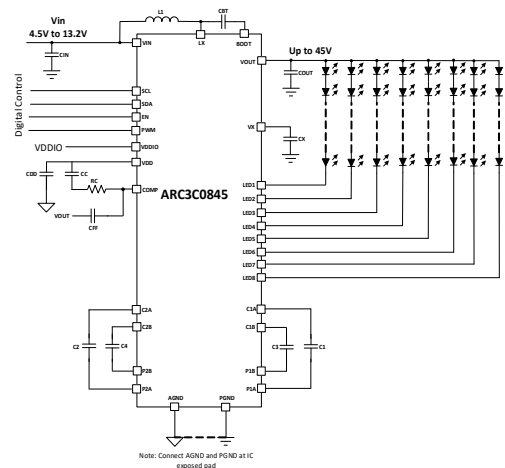 L1
CBT
Vin
4.5V to 13.2V
CIN
VIN
LX
BOOT
VOUT
Up to 45V
COUT
Digital Control
SCL
SDA
EN
PWM
VDDIO
VDDIO
VDD
CDD
CC
RC
COMP
VOUT
CFF
ARC3C0845
VX
CX
LED1
LED2
LED3
LED4
LED5
LED6
LED7
LED8
C2A
C2B
C2
C4
P2B
P2A
C1A
C1B
C3
C1
P1B
P1A
AGND
PGND
Note: Connect AGND and PGND at IC
exposed pad